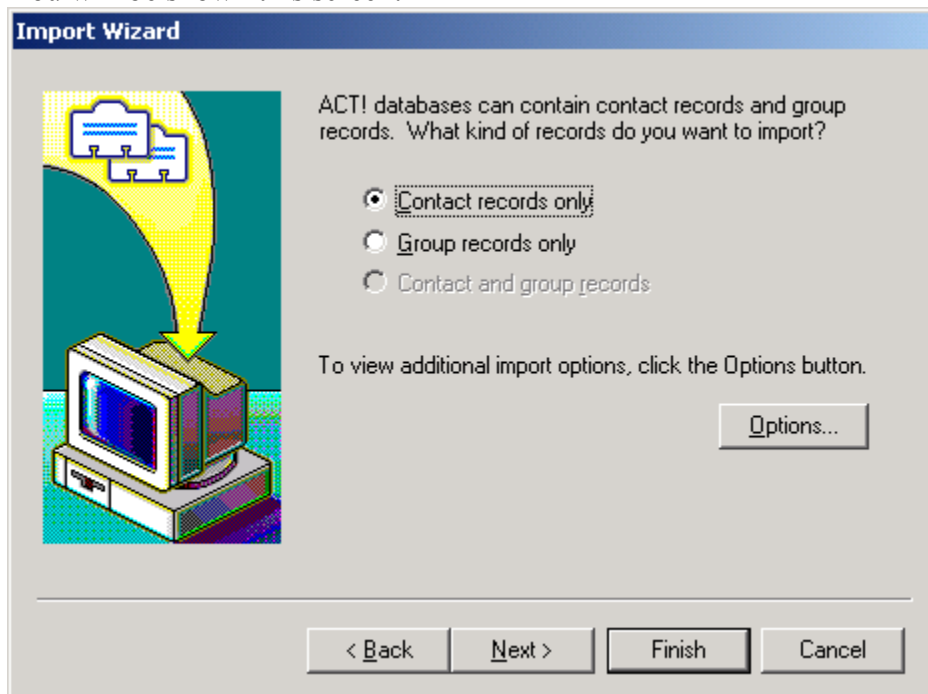 Import Wizard
ACT! databases can contain contact records and group
records. What kind of records do you want to import?
Contact records only
Group records only
Contact and group records
To view additional import options, click the Options button.
Options...
< Back Next > Finish Cancel